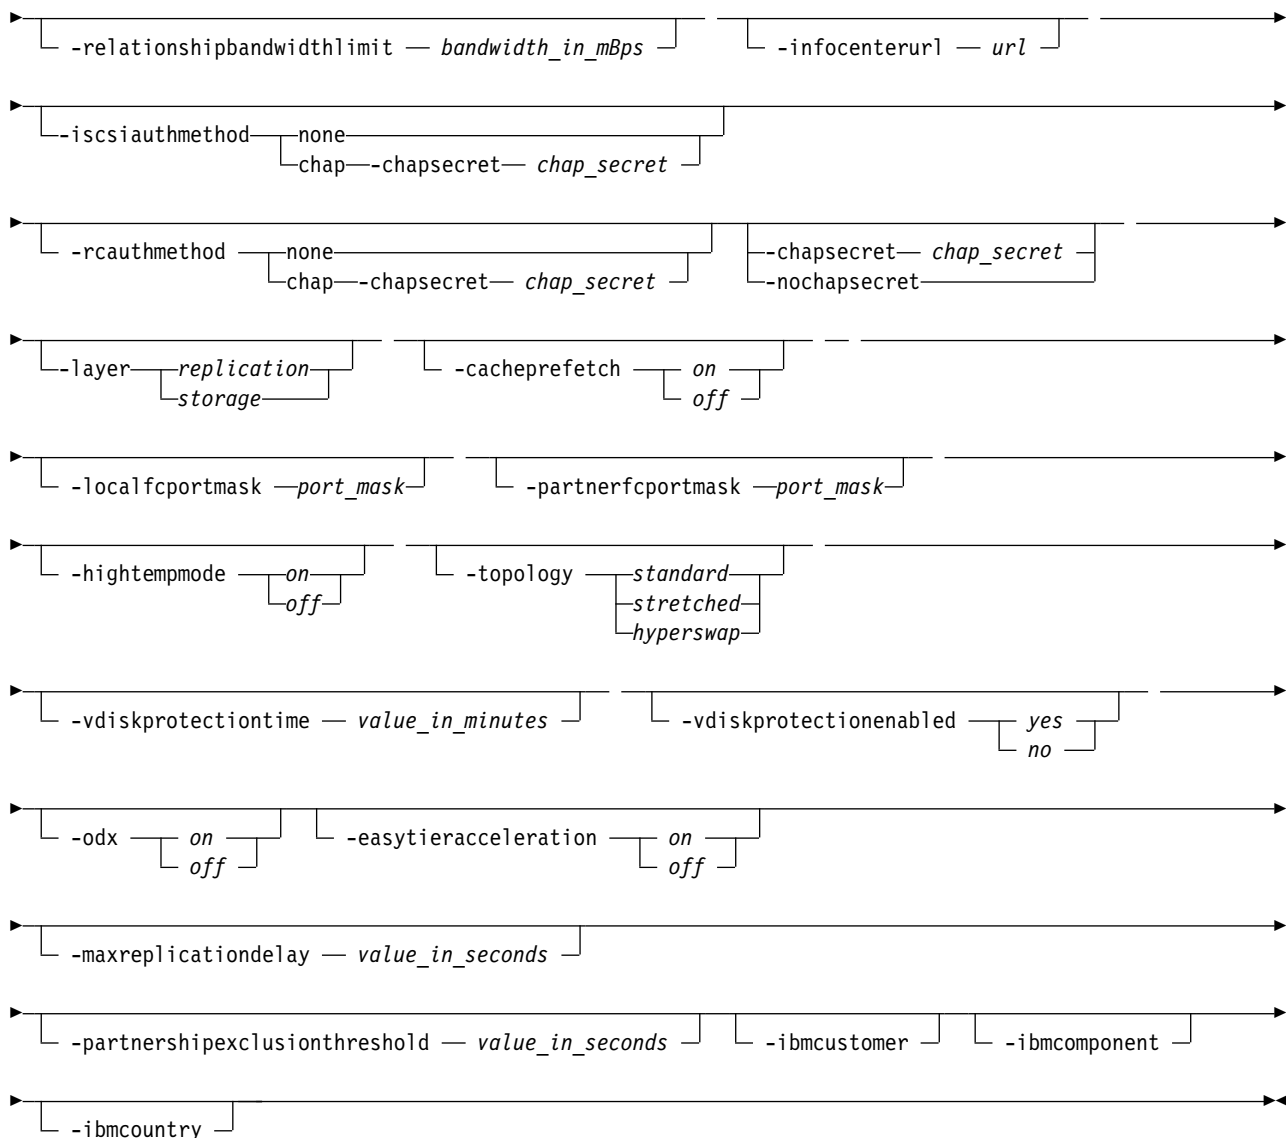 -relationshipbandwidthlimit bandwidth_in_mBps -infocenterurl url
-iscsiauthmethod none
chap -chapsecret chap_secret
-rcauthmethod none -chapsecret chap_secret
chap -chapsecret chap_secret -nochapsecret
-layer replication -cacheprefetch on
storage off
-localfcportmask port_mask -partnerfcportmask port_mask
-hightempmode on -topology standard
off stretched
hyperswap
-vdiskprotectiontime value_in_minutes -vdiskprotectionenabled yes
no
-odx on -easytieracceleration on
off off
-maxreplicationdelay value_in_seconds
-partnershipexclusionthreshold value_in_seconds -ibmcustomer -ibmcomponent
-ibmcountry